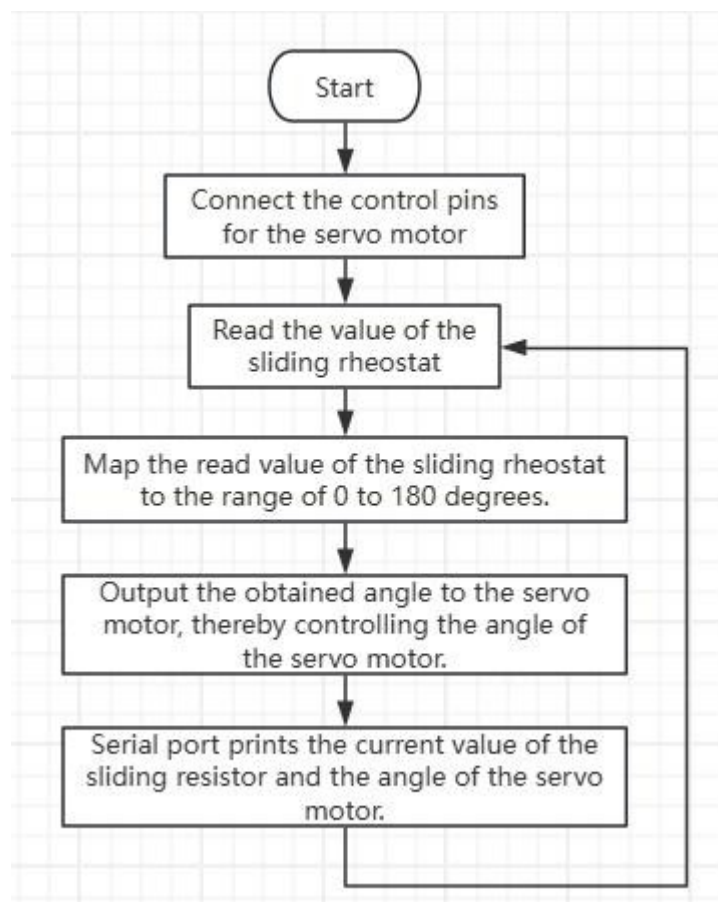 Start
Connect the control pins
for the servo motor
Read the value of the
sliding rheostat
Map the read value of the sliding rheostat
to the range of 0 to 180 degrees.
Output the obtained angle to the servo
motor, thereby controlling the angle of
the servo motor.
Serial port prints the current value of the
sliding resistor and the angle of the servo
motor.